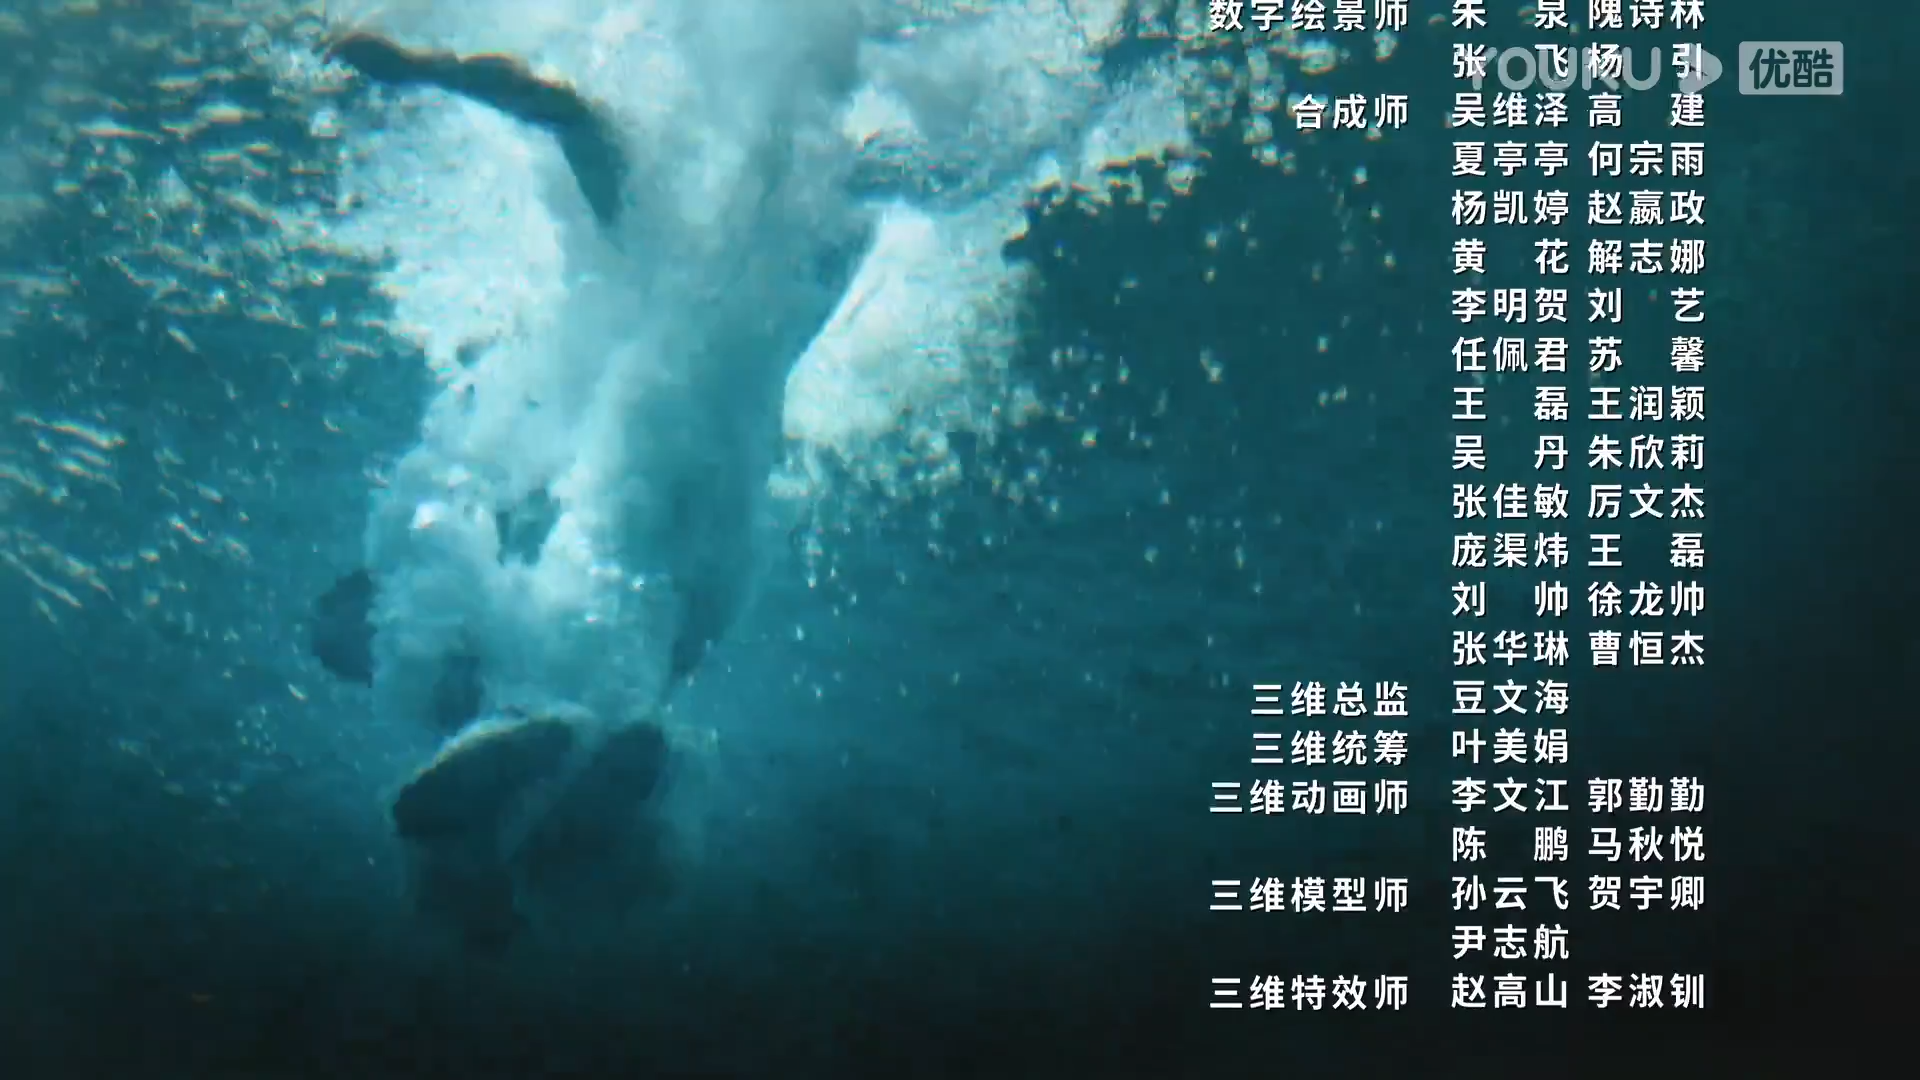 数字绘景师 朱 泉 隗诗林
张 飞 杨 引
YOUKU 优酷
合成师 吴维泽 高 建
夏亭亭 何宗雨
杨凯婷 赵嬴政
黄 花 解志娜
李明贺 刘 艺
任佩君 苏 馨
王 磊 王润颖
吴 丹 朱欣莉
张佳敏 厉文杰
庞渠炜 王 磊
刘 帅 徐龙帅
张华琳 曹恒杰
三维总监 豆文海
三维统筹 叶美娟
三维动画师 李文江 郭勤勤
陈 鹏 马秋悦
三维模型师 孙云飞 贺宇卿
尹志航
三维特效师 赵高山 李淑钏